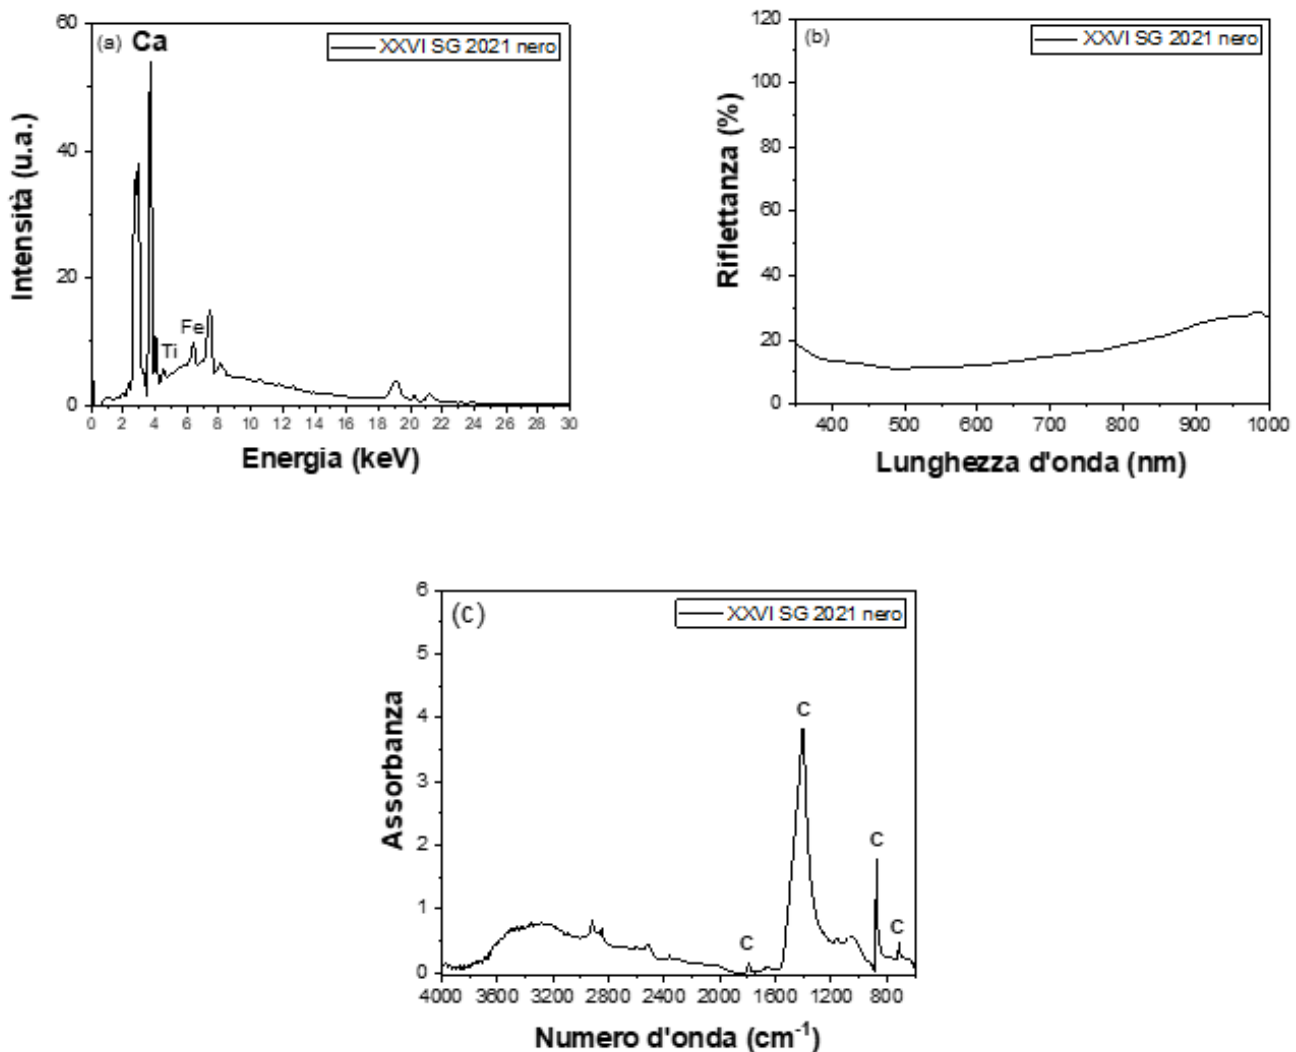 (a) Ca
XXVI SG 2021 nero
Ti
Fe
60
40
20
0
0 2 4 6 8 10 12 14 16 18 20 22 24 26 28 30
Intensità (u.a.)
Energia (keV)
(b)
XXVI SG 2021 nero
120
100
80
60
40
20
0
400 500 600 700 800 900 1000
Riflettanza (%)
Lunghezza d'onda (nm)
(C)
XXVI SG 2021 nero
C
C
C
C
6
5
4
3
2
1
0
4000 3600 3200 2800 2400 2000 1600 1200 800
Assorbanza
Numero d'onda (cm⁻¹)